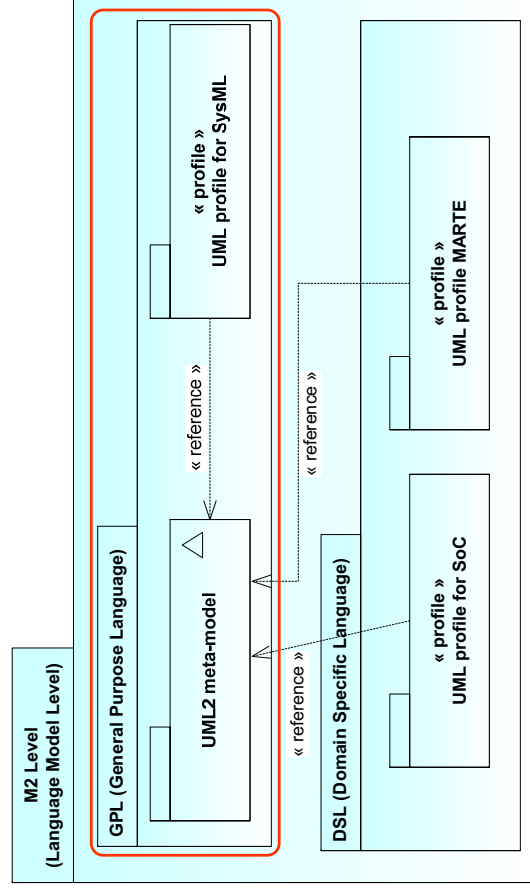 M2 Level
(Language Model Level)
GPL (General Purpose Language)
UML2 meta-model
« reference »
« profile »
UML profile for SysML
« reference »
« reference »
DSL (Domain Specific Language)
« profile »
UML profile for SoC
« profile »
UML profile MARTE